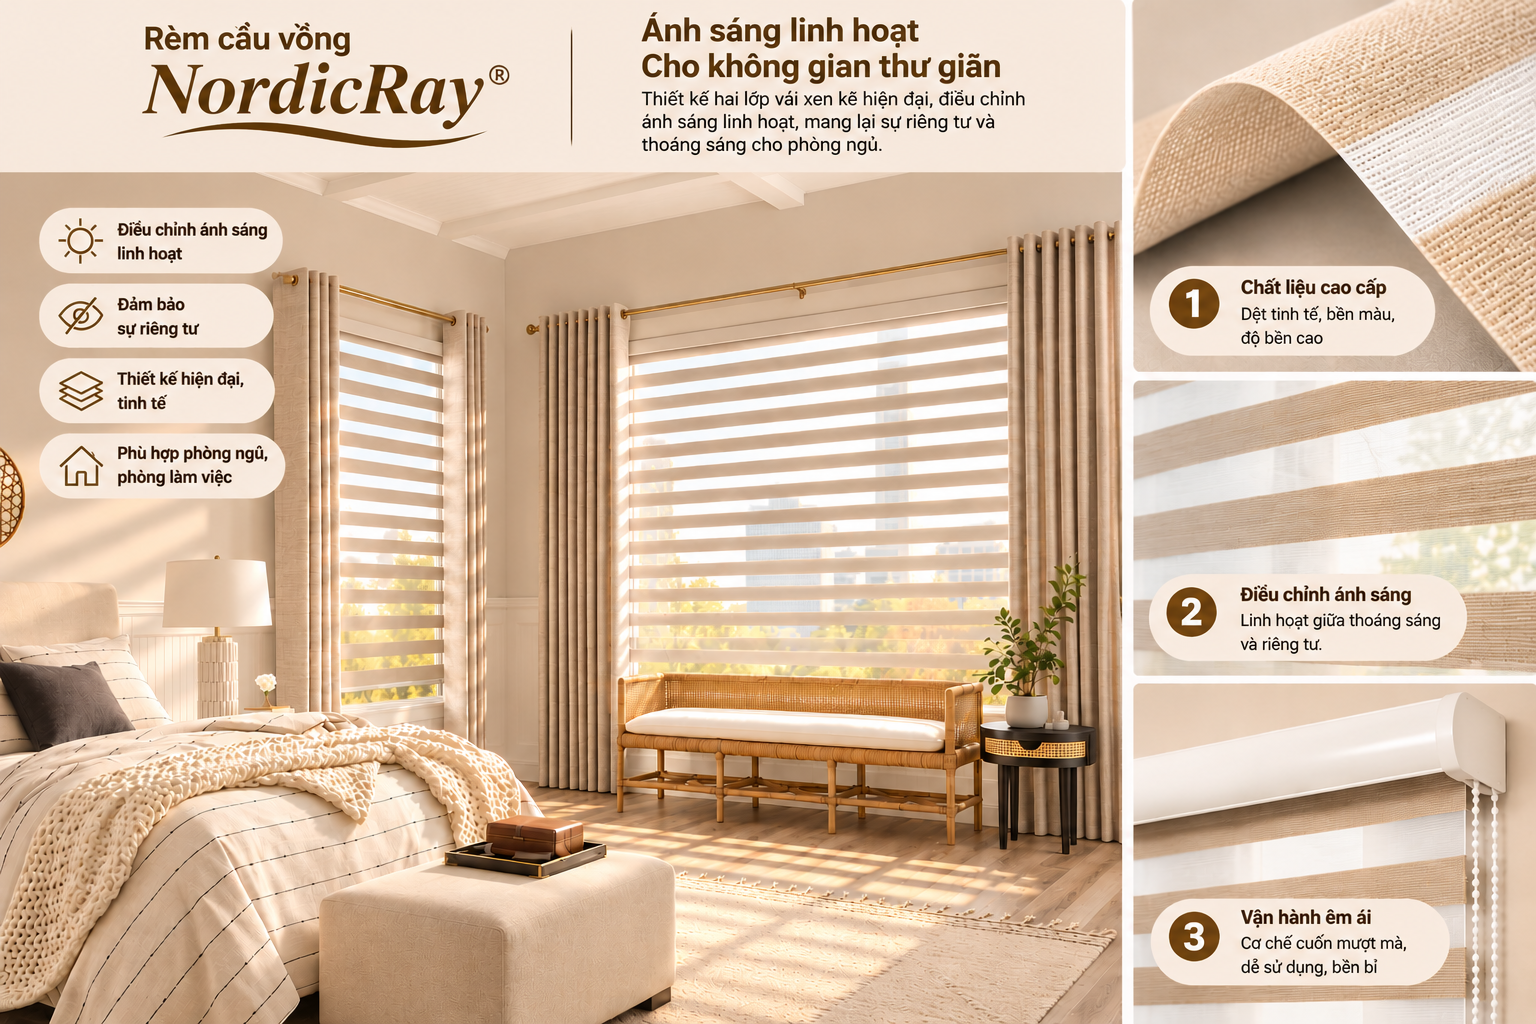 Rèm cầu vồng
NordicRay®
Ánh sáng linh hoạt
Cho không gian thư giãn
Thiết kế hai lớp vải xen kẽ hiện đại, điều chỉnh
ánh sáng linh hoạt, mang lại sự riêng tư và
thoáng sáng cho phòng ngủ.
Điều chỉnh ánh sáng
linh hoạt
Đảm bảo
sự riêng tư
Thiết kế hiện đại,
tinh tế
Phù hợp phòng ngủ,
phòng làm việc
1
Chất liệu cao cấp
Dệt tinh tế, bền màu,
độ bền cao
2
Điều chỉnh ánh sáng
Linh hoạt giữa thoáng sáng
và riêng tư.
3
Vận hành êm ái
Cơ chế cuốn mượt mà,
dễ sử dụng, bền bỉ